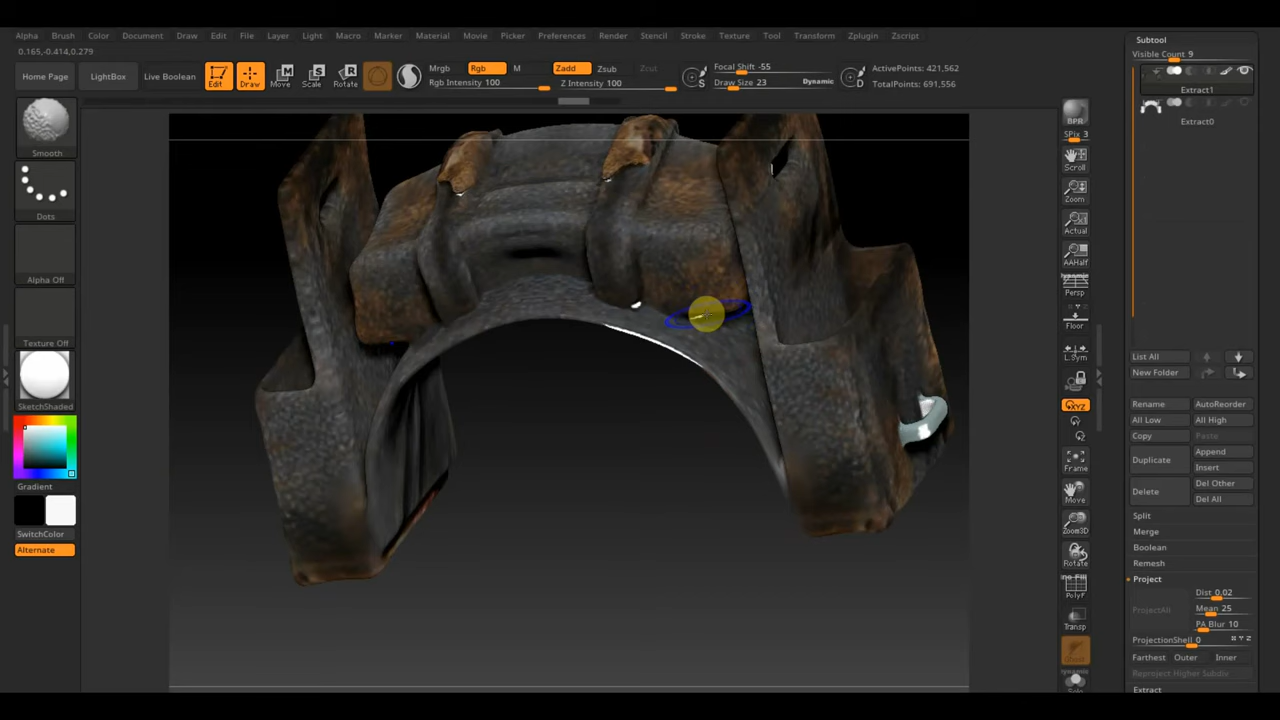 Alpha Brush Color Document Draw Edit File Layer Light Macro Marker Material Movie Picker Preferences Render Stencil Stroke Texture Tool Transform Zplugin Zscript
0.165,-0.414,0.279
Home Page LightBox Live Boolean
Edit Draw Move Scale Rotate
Mrgb Rgb M
Rgb Intensity 100
Zadd Zsub Zcut
Z Intensity 100
Focal Shift -55
Draw Size 23 Dynamic
ActivePoints: 421,562
TotalPoints: 691,556
Smooth
Dots
Alpha Off
Texture Off
SketchShaded
Gradient
SwitchColor
Alternate
BPR
SPix 3
Scroll
Zoom
Actual
AAHalf
Dynamic
Persp
Floor
L.Sym
XYZ
Frame
Move
Zoom3D
Rotate
PolyF
Transp
Ghost
Dynamic
Solo
Subtool
Visible Count 9
Extract1
Extract0
List All
New Folder
Rename AutoReorder
All Low All High
Copy Paste
Duplicate Append
Insert
Delete Del Other
Del All
Split
Merge
Boolean
Remesh
Project
ProjectAll Dist 0.02
Mean 25
PA Blur 10
ProjectionShell 0 X Y Z
Farthest Outer Inner
Reproject Higher Subdiv
Extract